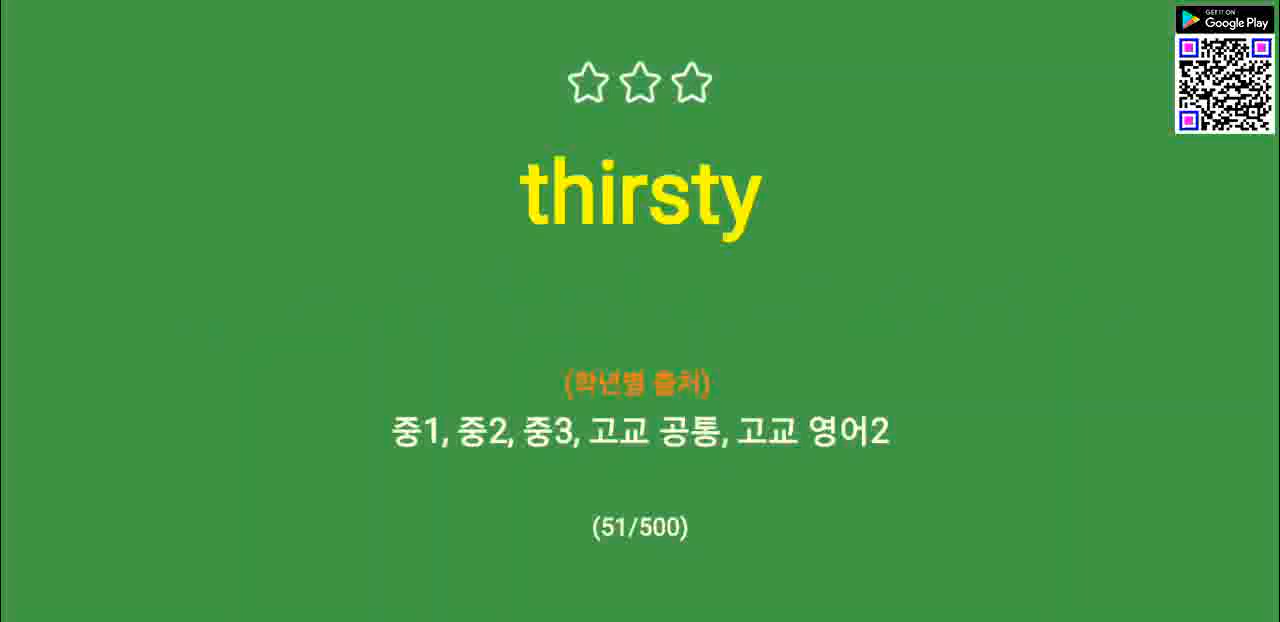 GET IT ON
Google Play
thirsty
(학년별 출처)
중1, 중2, 중3, 고교 공통, 고교 영어2
(51/500)